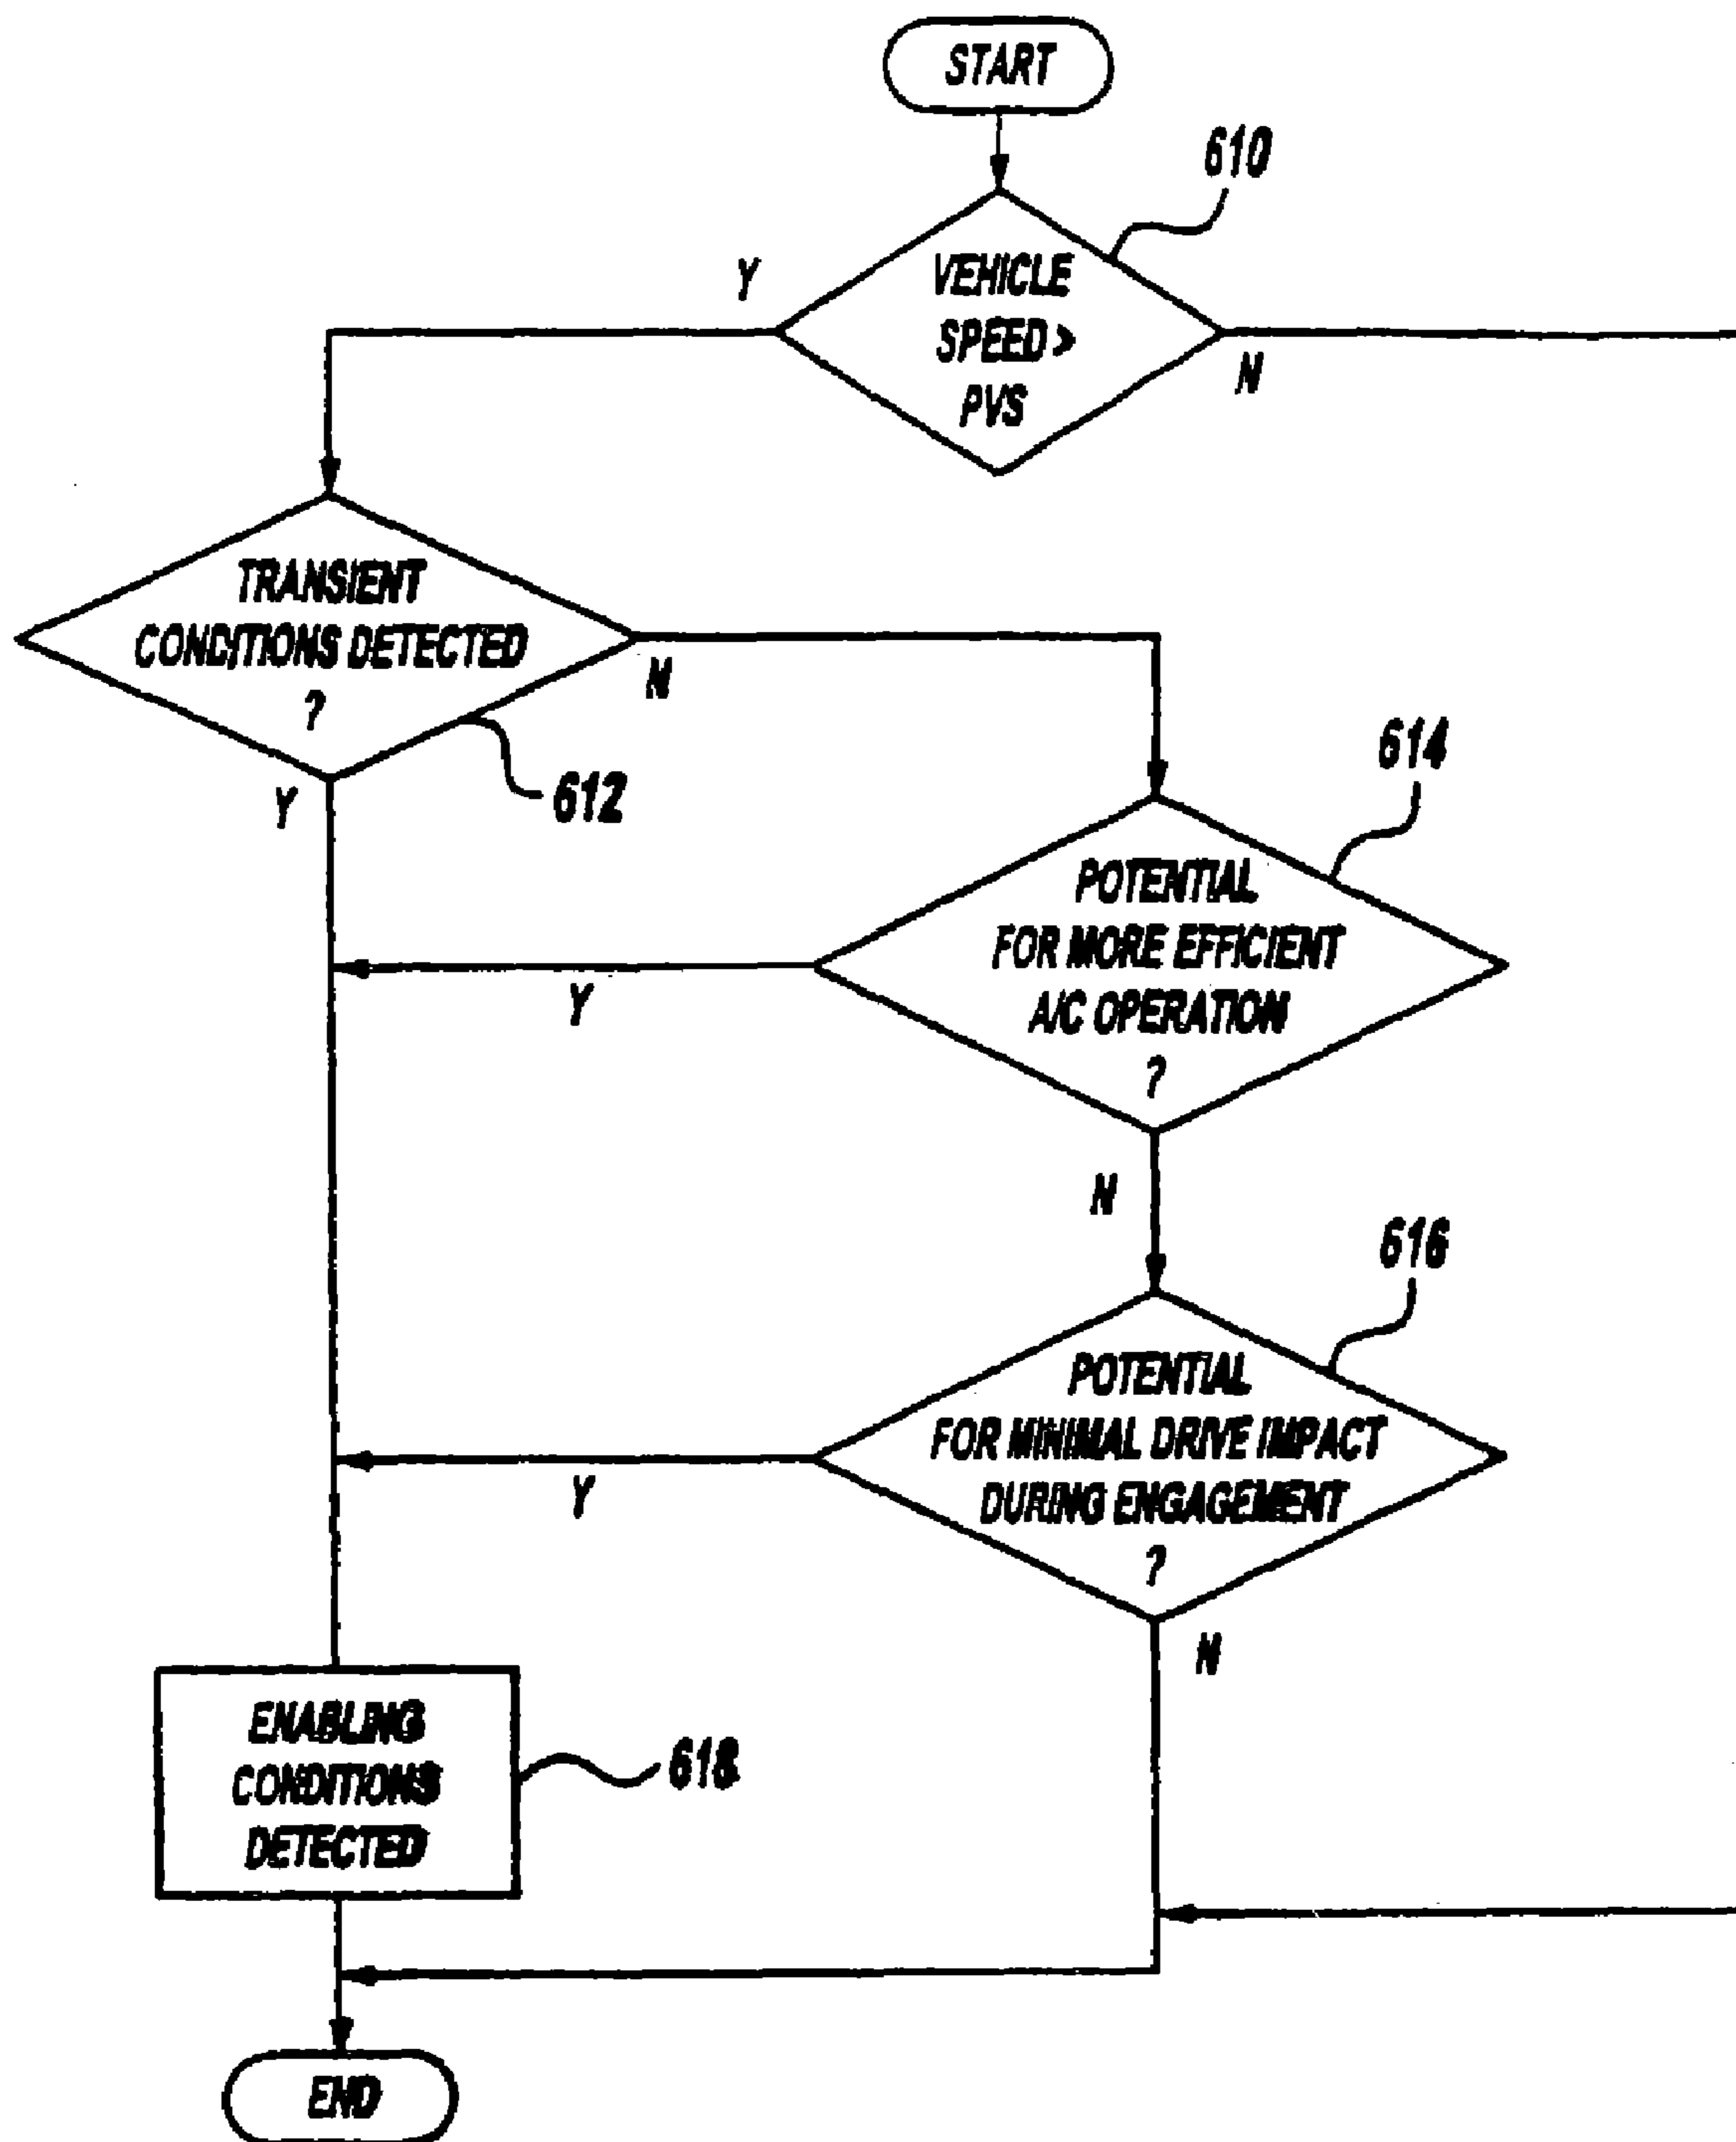 START
610
VEHICLE
SPEED >
PVS
Y
N
TRANSIENT
CONDITIONS DETECTED
?
N
Y
612
614
POTENTIAL
FOR MORE EFFICIENT
A/C OPERATION
?
Y
N
616
POTENTIAL
FOR MINIMAL DRIVE IMPACT
DURING ENGAGEMENT
?
Y
N
ENABLING
CONDITIONS
DETECTED
618
END